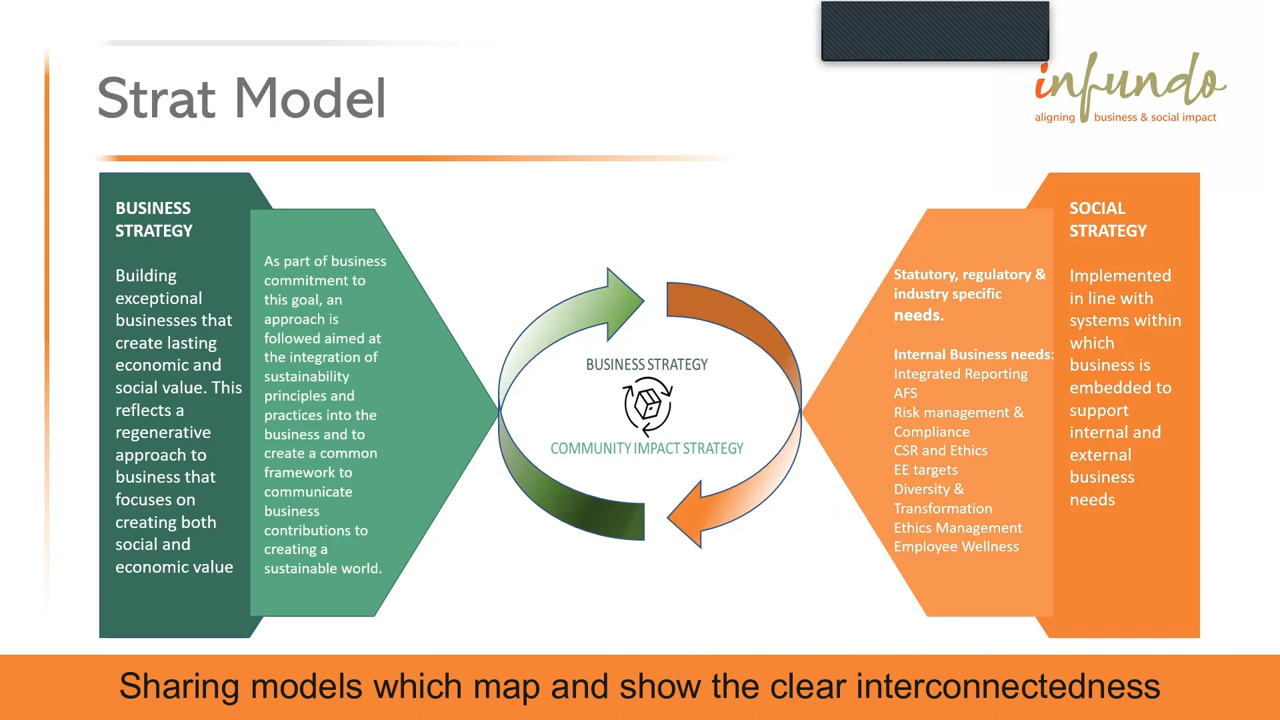 Strat Model
infundo
aligning business & social impact
BUSINESS
STRATEGY
Building
exceptional
businesses that
create lasting
economic and
social value. This
reflects a
regenerative
approach to
business that
focuses on
creating both
social and
economic value
As part of business
commitment to
this goal, an
approach is
followed aimed at
the integration of
sustainability
principles and
practices into the
business and to
create a common
framework to
communicate
business
contributions to
creating a
sustainable world.
BUSINESS STRATEGY
COMMUNITY IMPACT STRATEGY
Statutory, regulatory &
industry specific
needs.
Internal Business needs:
Integrated Reporting
AFS
Risk management &
Compliance
CSR and Ethics
EE targets
Diversity &
Transformation
Ethics Management
Employee Wellness
SOCIAL
STRATEGY
Implemented
in line with
systems within
which
business is
embedded to
support
internal and
external
business
needs
Sharing models which map and show the clear interconnectedness